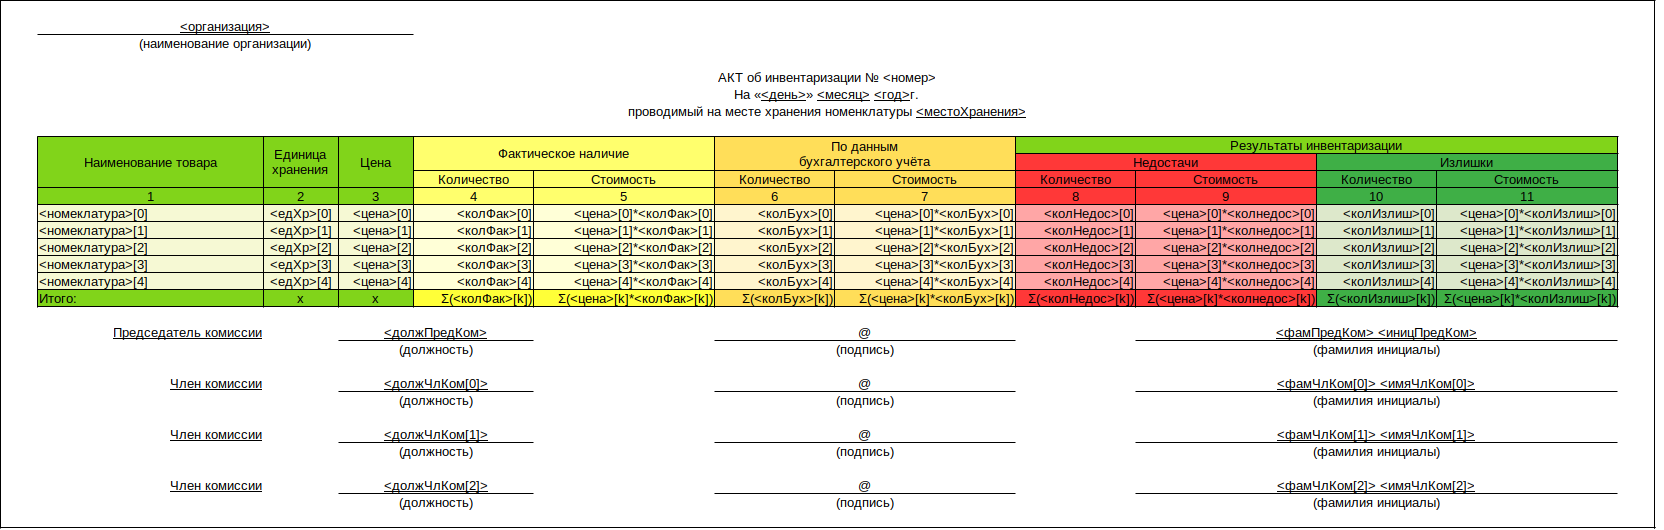 <организация>
(наименование организации)
АКТ об инвентаризации № <номер>
На «<день>» <месяц> <год>г.
проводимый на месте хранения номенклатуры <местоХранения>
Наименование товара Единица хранения Цена Фактическое наличие По данным бухгалтерского учёта Результаты инвентаризации
Недостачи Излишки
Количество Стоимость Количество Стоимость Количество Стоимость Количество Стоимость
1 2 3 4 5 6 7 8 9 10 11
<номеклатура>[0] <едХр>[0] <цена>[0] <колФак>[0] <цена>[0]*<колФак>[0] <колБух>[0] <цена>[0]*<колБух>[0] <колНедос>[0] <цена>[0]*<колнедос>[0] <колИзлиш>[0] <цена>[0]*<колИзлиш>[0]
<номеклатура>[1] <едХр>[1] <цена>[1] <колФак>[1] <цена>[1]*<колФак>[1] <колБух>[1] <цена>[1]*<колБух>[1] <колНедос>[1] <цена>[1]*<колнедос>[1] <колИзлиш>[1] <цена>[1]*<колИзлиш>[1]
<номеклатура>[2] <едХр>[2] <цена>[2] <колФак>[2] <цена>[2]*<колФак>[2] <колБух>[2] <цена>[2]*<колБух>[2] <колНедос>[2] <цена>[2]*<колнедос>[2] <колИзлиш>[2] <цена>[2]*<колИзлиш>[2]
<номеклатура>[3] <едХр>[3] <цена>[3] <колФак>[3] <цена>[3]*<колФак>[3] <колБух>[3] <цена>[3]*<колБух>[3] <колНедос>[3] <цена>[3]*<колнедос>[3] <колИзлиш>[3] <цена>[3]*<колИзлиш>[3]
<номеклатура>[4] <едХр>[4] <цена>[4] <колФак>[4] <цена>[4]*<колФак>[4] <колБух>[4] <цена>[4]*<колБух>[4] <колНедос>[4] <цена>[4]*<колнедос>[4] <колИзлиш>[4] <цена>[4]*<колИзлиш>[4]
Итого: x x Σ(<колФак>[k]) Σ(<цена>[k]*<колФак>[k]) Σ(<колБух>[k]) Σ(<цена>[k]*<колБух>[k]) Σ(<колНедос>[k]) Σ(<цена>[k]*<колнедос>[k]) Σ(<колИзлиш>[k]) Σ(<цена>[k]*<колИзлиш>[k])
Председатель комиссии <должПредКом> @ <фамПредКом> <иницПредКом>
(должность) (подпись) (фамилия инициалы)
Член комиссии <должЧлКом[0]> @ <фамЧлКом[0]> <имяЧлКом[0]>
(должность) (подпись) (фамилия инициалы)
Член комиссии <должЧлКом[1]> @ <фамЧлКом[1]> <имяЧлКом[1]>
(должность) (подпись) (фамилия инициалы)
Член комиссии <должЧлКом[2]> @ <фамЧлКом[2]> <имяЧлКом[2]>
(должность) (подпись) (фамилия инициалы)